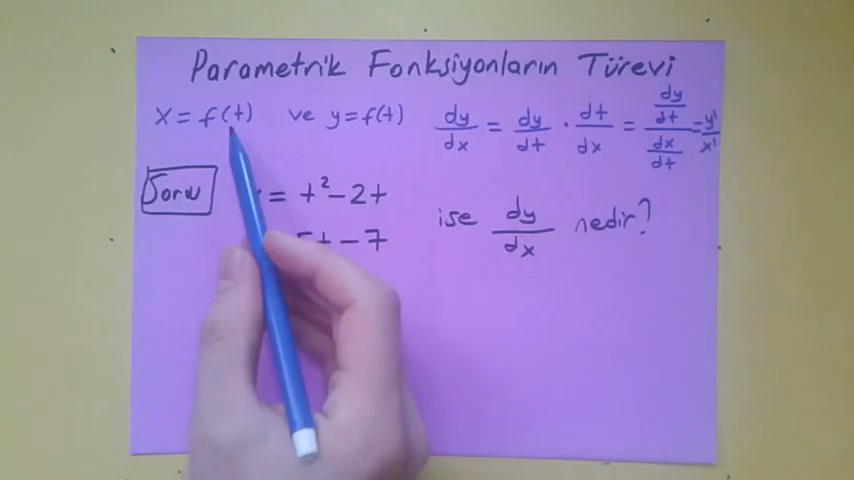 Parametrik Fonksiyonların Türevi
x = f(t) ve y = f(t) dy/dx = dy/dt · dt/dx = (dy/dt)/(dx/dt) = y'/x'
Soru = t² - 2t
t - 7
ise dy/dx nedir?